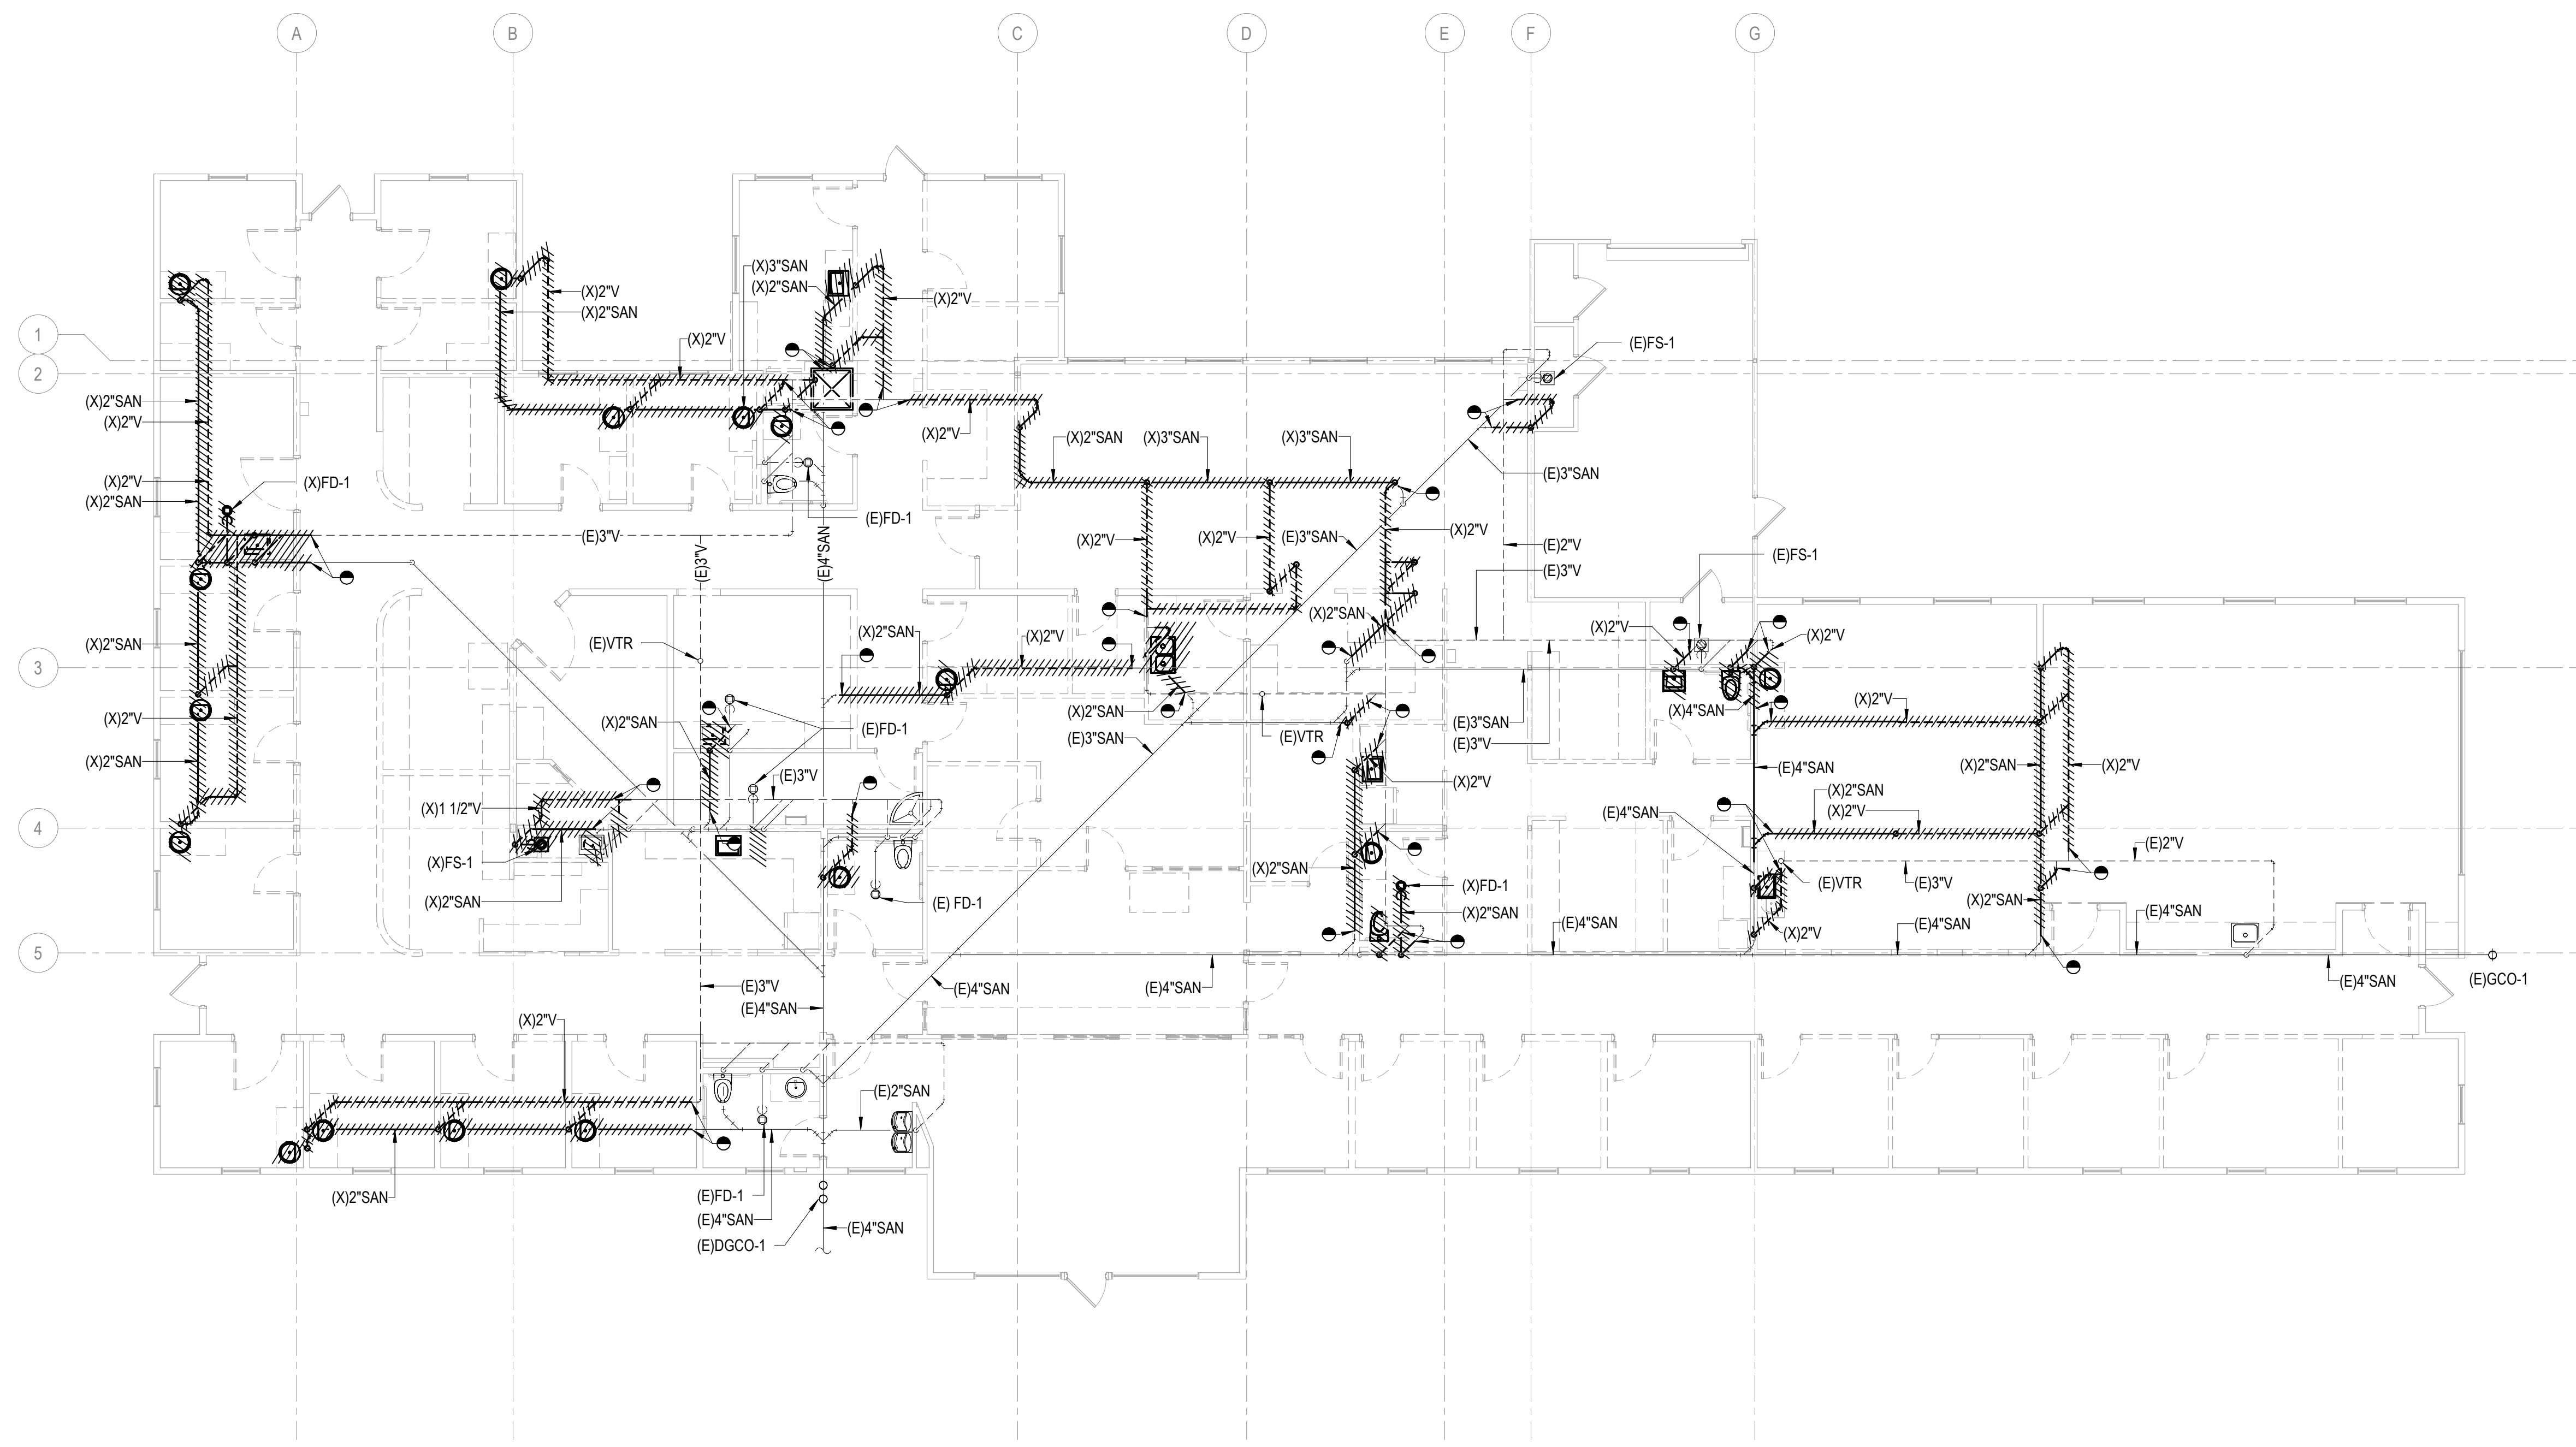 A
B
C
D
E
F
G
1
2
3
4
5
(X)3"SAN
(X)2"SAN
(X)2"V
(X)2"SAN
(X)2"V
(X)2"V
(E)FS-1
(X)2"SAN
(X)2"V
(X)2"V
(X)2"SAN
(X)3"SAN
(X)3"SAN
(X)2"V
(X)2"SAN
(X)FD-1
(E)3"SAN
(E)FD-1
(E)3"V
(E)3"V
(E)4"SAN
(X)2"V
(X)2"V
(E)3"SAN
(X)2"V
(E)2"V
(E)3"V
(E)FS-1
(X)2"SAN
(E)VTR
(X)2"SAN
(X)2"V
(X)2"SAN
(X)2"V
(X)2"V
(X)2"V
(X)2"SAN
(X)2"SAN
(E)FD-1
(X)2"SAN
(E)3"SAN
(E)VTR
(E)3"SAN
(E)3"V
(X)4"SAN
(X)2"V
(X)2"SAN
(E)3"V
(X)2"V
(E)4"SAN
(X)2"SAN
(X)2"V
(X)1 1/2"V
(X)2"SAN
(X)2"V
(E)4"SAN
(X)FS-1
(X)2"SAN
(E)2"V
(X)2"SAN
(E) FD-1
(X)FD-1
(X)2"SAN
(E)VTR
(E)3"V
(X)2"SAN
(E)4"SAN
(X)2"V
(E)4"SAN
(E)4"SAN
(E)3"V
(E)4"SAN
(E)4"SAN
(E)4"SAN
(E)4"SAN
(E)GCO-1
(X)2"V
(E)2"SAN
(X)2"SAN
(E)FD-1
(E)4"SAN
(E)4"SAN
(E)DGCO-1